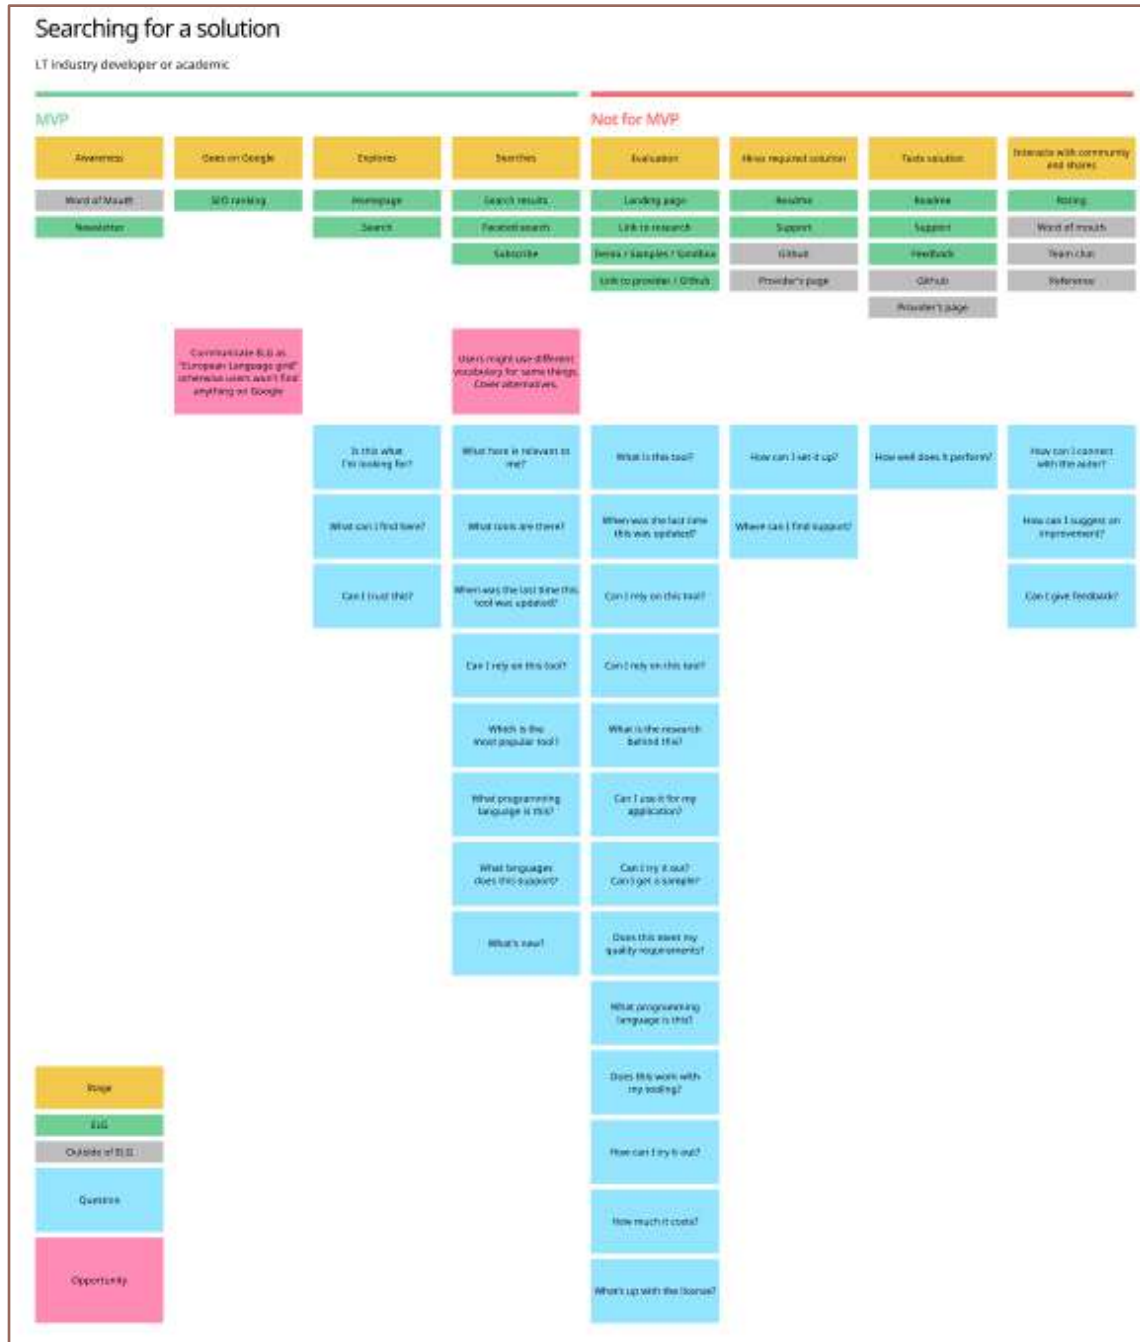 Searching for a solution
LT industry developer or academic
MVP
Not for MVP
Awareness
Goes on Google
Explores
Searches
Evaluation
required solution
Tests solution
Interacts with community
and shares
Word of Mouth
SEO ranking
Homepage
Search results
Landing page
Readme
Readme
Rating
Newsletter
Search
Faceted search
Link to research
Support
Support
Word of mouth
Subscribe
Demo / Samples / Sandbox
Github
Feedback
Team chat
Link to provider / Github
Provider's page
GitHub
Reference
Provider's page
Communicate ELG as
"European Language grid"
otherwise users won't find
anything on Google
Users might use different
vocabulary for same things.
Cover alternatives.
Is this what
I'm looking for?
What here is relevant to
me?
What is this tool?
How can I set it up?
How well does it perform?
How can I connect
with the autor?
What can I find here?
What tools are there?
When was the last time
this was updated?
Where can I find support?
How can I suggest an
improvement?
Can I trust this?
When was the last time this
tool was updated?
Can I rely on this tool?
Can I give feedback?
Can I rely on this tool?
Can I rely on this tool?
Which is the
most popular tool?
What is the research
behind this?
What programming
language is this?
Can I use it for my
application?
What languages
does this support?
Can I try it out?
Can I get a sample?
What's new?
Does this meet my
quality requirements?
What programming
language is this?
Does this work with
my tooling?
How can I try it out?
How much it costs?
What's up with the license?
Stage
ELG
Outside of ELG
Question
Opportunity